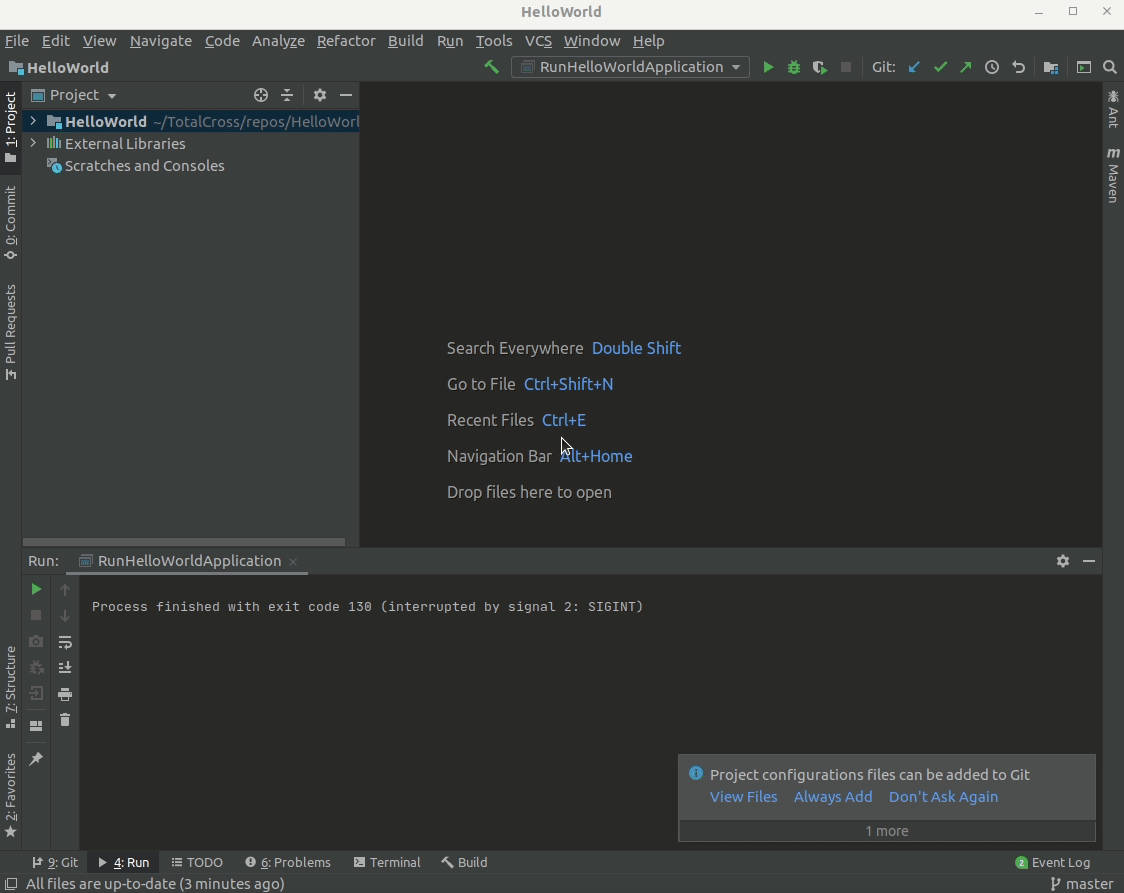 HelloWorld
File Edit View Navigate Code Analyze Refactor Build Run Tools VCS Window Help
HelloWorld RunHelloWorldApplication Git:
1: Project
0: Commit
Pull Requests
7: Structure
2: Favorites
Project
HelloWorld ~/TotalCross/repos/HelloWorl
External Libraries
Scratches and Consoles
Search Everywhere Double Shift
Go to File Ctrl+Shift+N
Recent Files Ctrl+E
Navigation Bar Alt+Home
Drop files here to open
Ant
m Maven
Run: RunHelloWorldApplication
Process finished with exit code 130 (interrupted by signal 2: SIGINT)
Project configurations files can be added to Git
View Files Always Add Don't Ask Again
1 more
9: Git 4: Run TODO 6: Problems Terminal Build 2 Event Log
All files are up-to-date (3 minutes ago) master